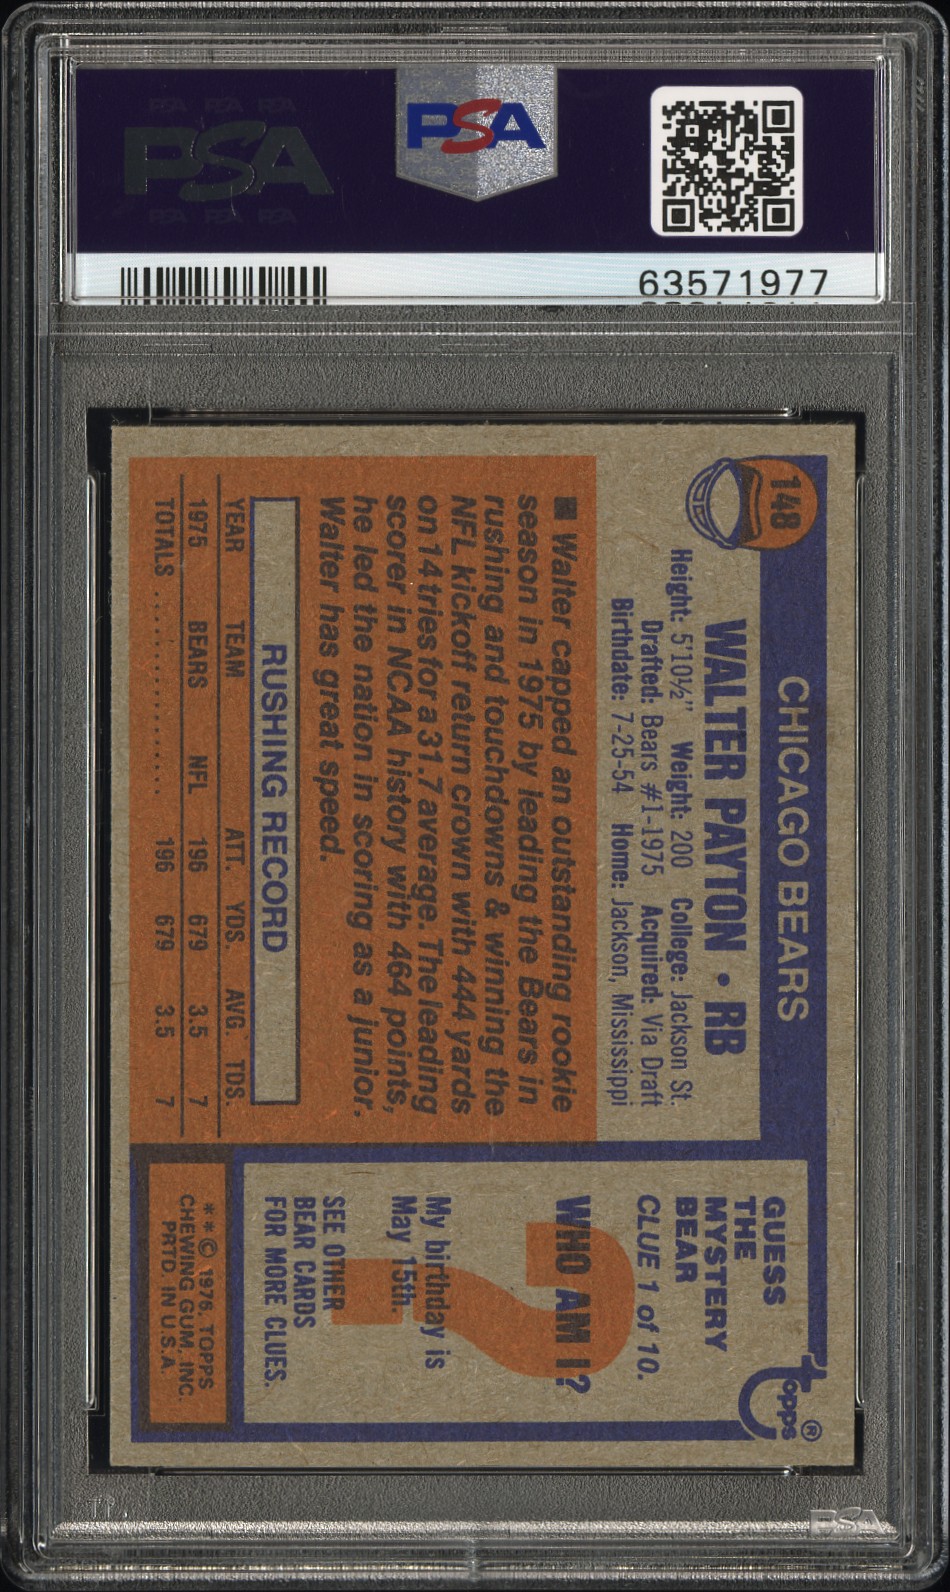 PSA PSA PSA
PSA
PSA PSA PSA
PSA
63571977
148
CHICAGO BEARS
WALTER PAYTON • RB
Height: 5'10½" Weight: 200 College: Jackson St.
Drafted: Bears #1-1975 Acquired: Via Draft
Birthdate: 7-25-54 Home: Jackson, Mississippi
■ Walter capped an outstanding rookie
season in 1975 by leading the Bears in
rushing and touchdowns & winning the
NFL kickoff return crown with 444 yards
on 14 tries for a 31.7 average. The leading
scorer in NCAA history with 464 points,
he led the nation in scoring as a junior.
Walter has great speed.
RUSHING RECORD
YEAR TEAM ATT. YDS. AVG. TDS.
1975 BEARS NFL 196 679 3.5 7
TOTALS .................. 196 679 3.5 7
topps®
GUESS
THE
MYSTERY
BEAR
CLUE 1 of 10.
?
WHO AM I?
My birthday is
May 15th.
SEE OTHER
BEAR CARDS
FOR MORE CLUES.
**© 1976, TOPPS
CHEWING GUM, INC.
PRTD. IN U.S.A
PSA